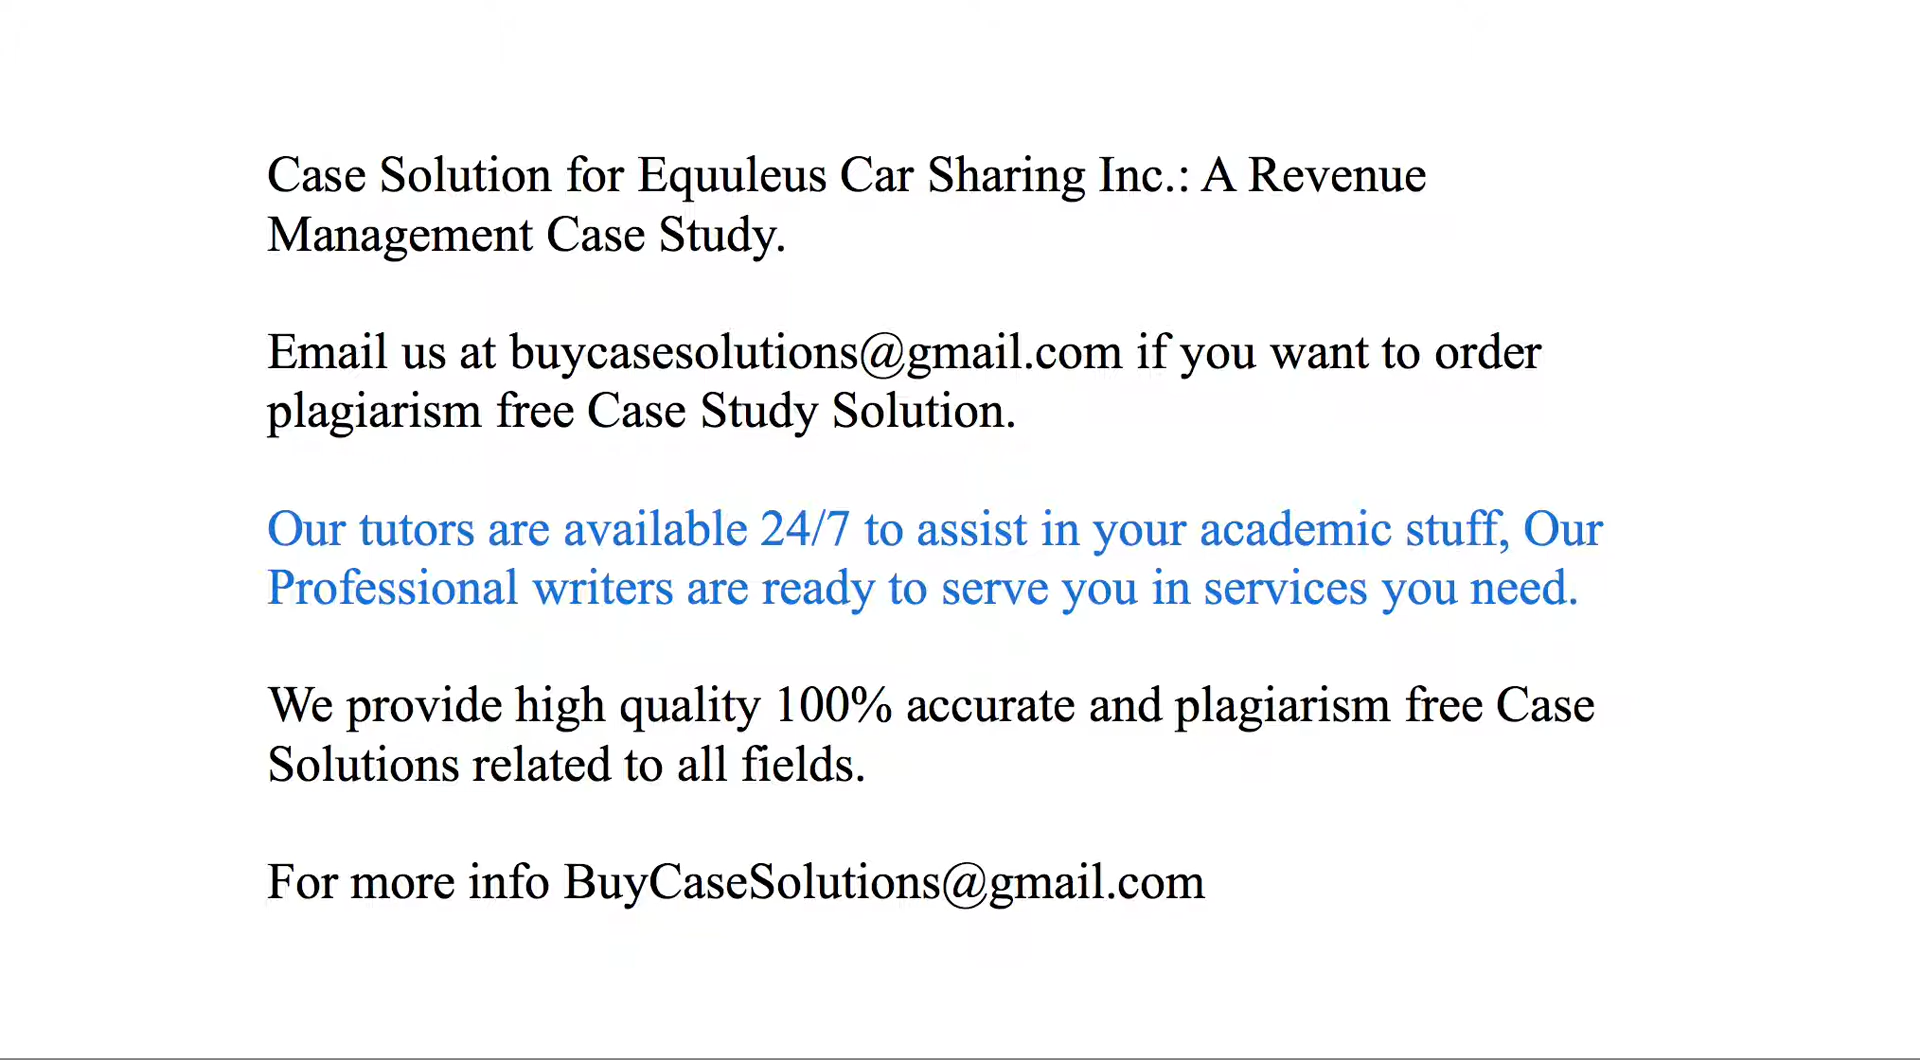 Case Solution for Equuleus Car Sharing Inc.: A Revenue
Management Case Study.
Email us at buycasesolutions@gmail.com if you want to order
plagiarism free Case Study Solution.
Our tutors are available 24/7 to assist in your academic stuff, Our
Professional writers are ready to serve you in services you need.
We provide high quality 100% accurate and plagiarism free Case
Solutions related to all fields.
For more info BuyCaseSolutions@gmail.com